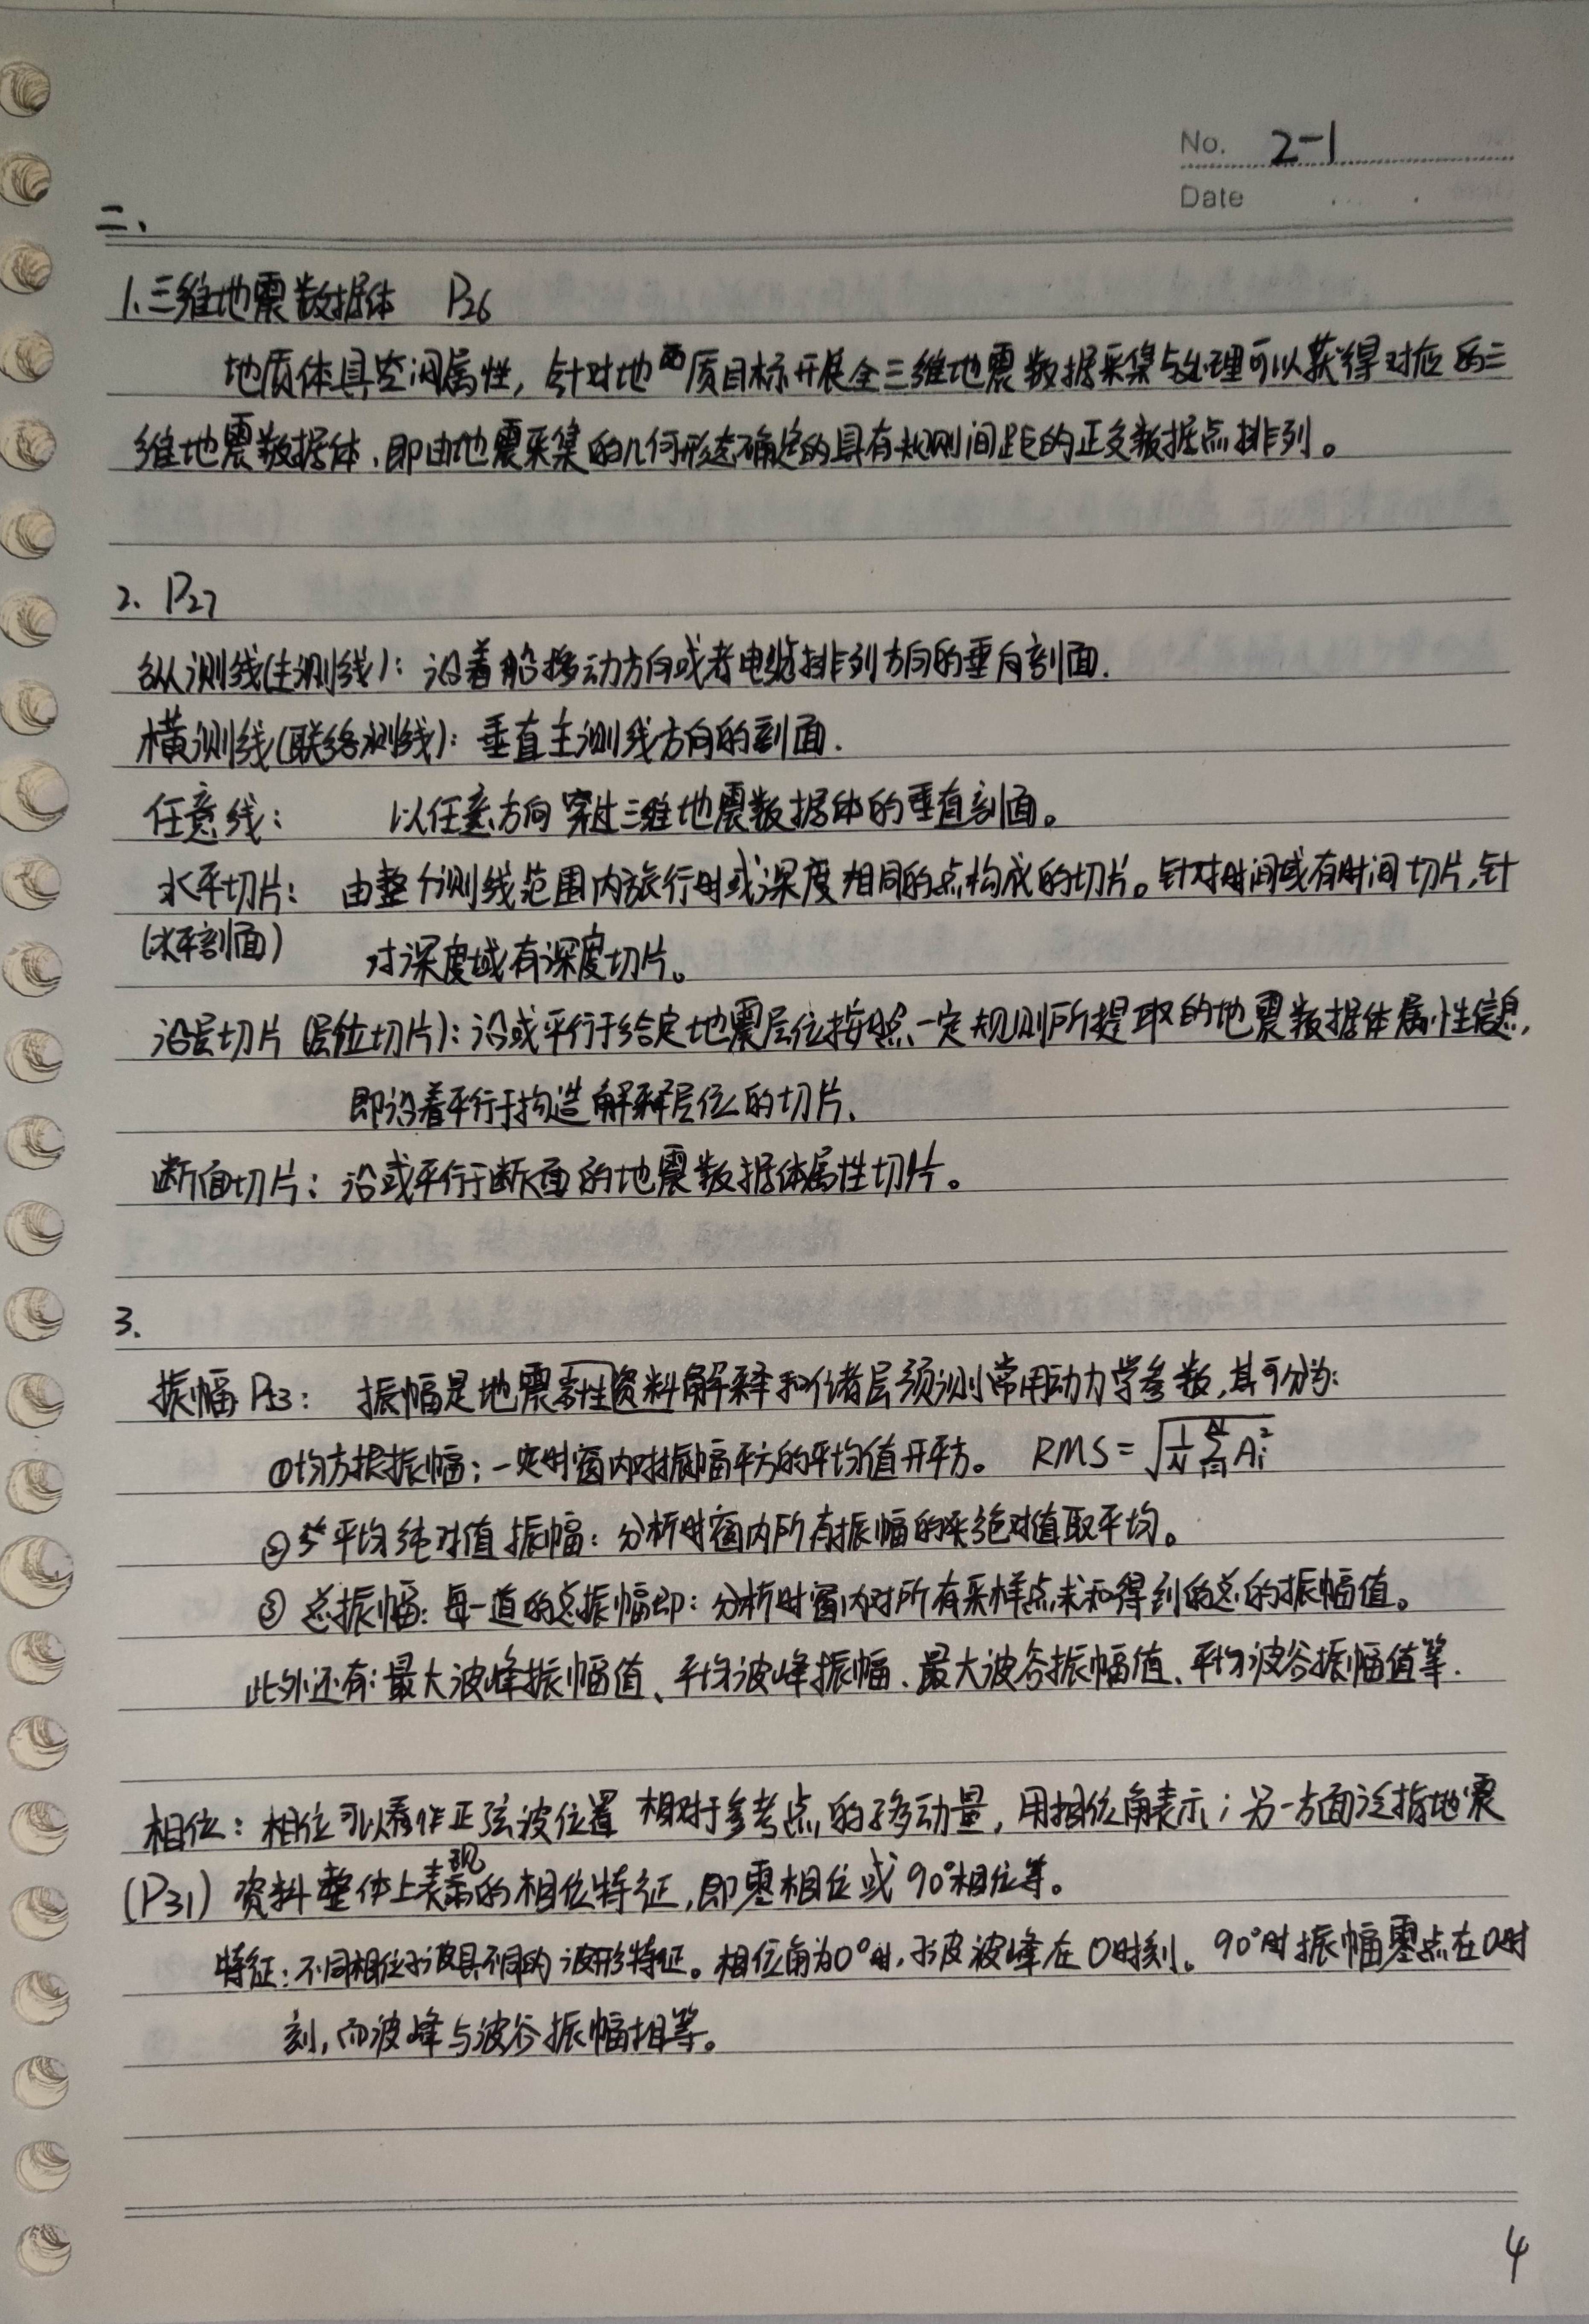 No. 2-1
Date
二、
1.三维地震数据体 P26
地质体具空间属性，针对地质目标开展全三维地震数据采集与处理可以获得对应的三
维地震数据体，即由地震采集的几何形态确定的具有规则间距的正交数据点排列。
2. P27
纵测线(主测线)：沿着船移动方向或者电缆排列方向的垂向剖面.
横测线(联络测线)：垂直主测线方向的剖面.
任意线： 以任意方向穿过三维地震数据体的垂直剖面。
水平切片： 由整个测线范围内旅行时或深度相同的点构成的切片。针对时间域有时间切片,针
(水平剖面) 对深度域有深度切片。
沿层切片(层位切片)：沿或平行于给定地震层位按照一定规则所提取的地震数据体属性信息,
即沿着平行于构造解释层位的切片.
断面切片：沿或平行于断面的地震数据体属性切片。
3.
振幅 P23： 振幅是地震资料解释和储层预测常用动力学参数,其可分为:
①均方根振幅：一定时窗内对振幅平方的平均值开平方。 RMS = √(1/N ∑ᴺᵢ₌₁ Aᵢ²)
②平均绝对值振幅：分析时窗内所有振幅的求绝对值取平均。
③ 总振幅：每一道的总振幅即：分析时窗内对所有采样点求和得到的总的振幅值。
此外还有：最大波峰振幅值、平均波峰振幅、最大波谷振幅值、平均波谷振幅值等.
相位：相位可以看作正弦波位置相对于参考点的移动量，用相位角表示；另一方面泛指地震
(P31) 资料整体上表现的相位特征,即零相位或90°相位等。
特征：不同相位子波具不同的波形特征。相位角为0°时,子波波峰在0时刻。90°时振幅零点在0时
刻,而波峰与波谷振幅相等。
4